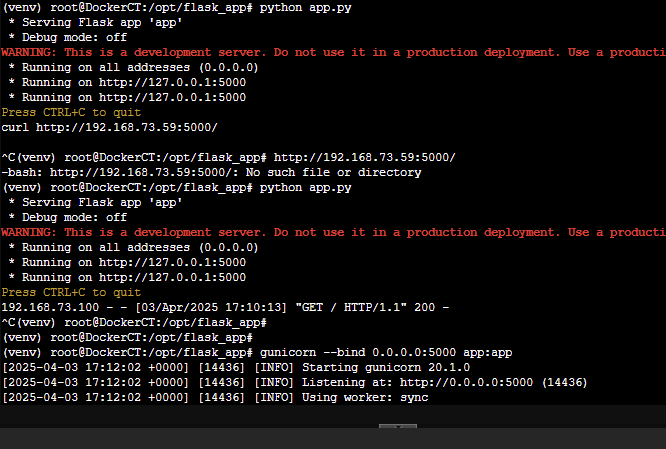 (venv) root@DockerCT:/opt/flask_app# python app.py
 * Serving Flask app 'app'
 * Debug mode: off
WARNING: This is a development server. Do not use it in a production deployment. Use a producti
 * Running on all addresses (0.0.0.0)
 * Running on http://127.0.0.1:5000
 * Running on http://127.0.0.1:5000
Press CTRL+C to quit
curl http://192.168.73.59:5000/
^C(venv) root@DockerCT:/opt/flask_app# http://192.168.73.59:5000/
-bash: http://192.168.73.59:5000/: No such file or directory
(venv) root@DockerCT:/opt/flask_app# python app.py
 * Serving Flask app 'app'
 * Debug mode: off
WARNING: This is a development server. Do not use it in a production deployment. Use a producti
 * Running on all addresses (0.0.0.0)
 * Running on http://127.0.0.1:5000
 * Running on http://127.0.0.1:5000
Press CTRL+C to quit
192.168.73.100 - - [03/Apr/2025 17:10:13] "GET / HTTP/1.1" 200 -
^C(venv) root@DockerCT:/opt/flask_app#
(venv) root@DockerCT:/opt/flask_app#
(venv) root@DockerCT:/opt/flask_app# gunicorn --bind 0.0.0.0:5000 app:app
[2025-04-03 17:12:02 +0000] [14436] [INFO] Starting gunicorn 20.1.0
[2025-04-03 17:12:02 +0000] [14436] [INFO] Listening at: http://0.0.0.0:5000 (14436)
[2025-04-03 17:12:02 +0000] [14436] [INFO] Using worker: sync